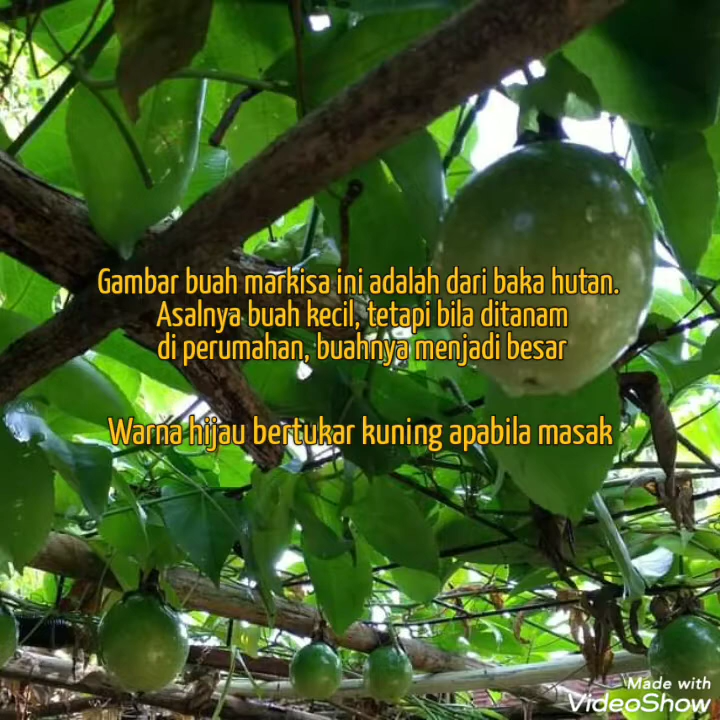 Gambar buah markisa ini adalah dari baka hutan.
Asalnya buah kecil, tetapi bila ditanam
di perumahan, buahnya menjadi besar
Warna hijau bertukar kuning apabila masak
Made with
VideoShow